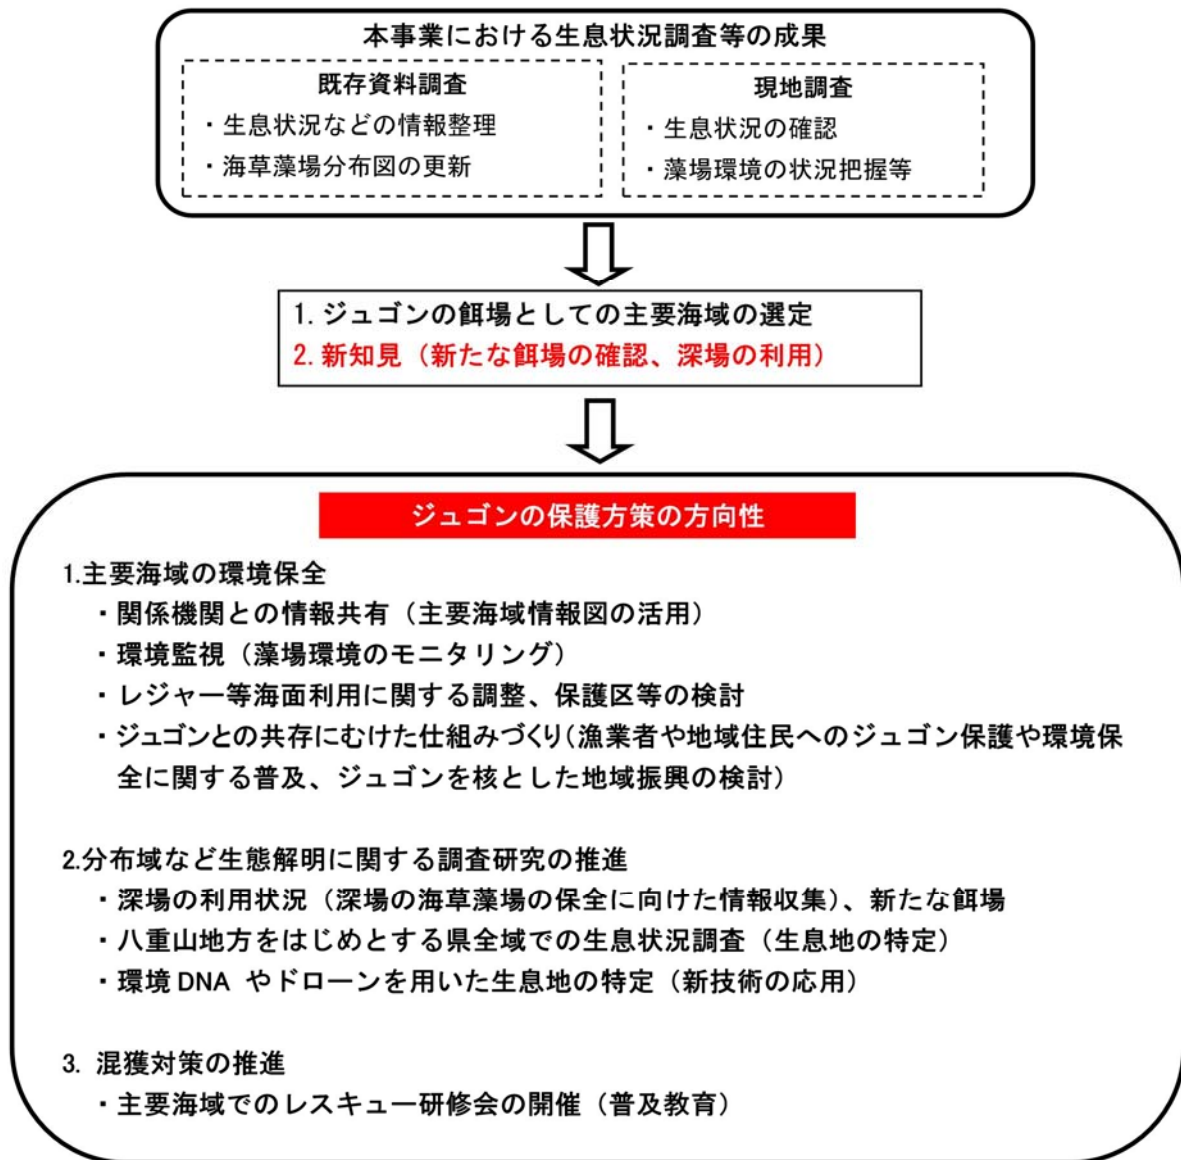 本事業における生息状況調査等の成果
既存資料調査
・生息状況などの情報整理
・海草藻場分布図の更新
現地調査
・生息状況の確認
・藻場環境の状況把握等
1. ジュゴンの餌場としての主要海域の選定
2. 新知見（新たな餌場の確認、深場の利用）
ジュゴンの保護方策の方向性
1.主要海域の環境保全
・関係機関との情報共有（主要海域情報図の活用）
・環境監視（藻場環境のモニタリング）
・レジャー等海面利用に関する調整、保護区等の検討
・ジュゴンとの共存にむけた仕組みづくり（漁業者や地域住民へのジュゴン保護や環境保
全に関する普及、ジュゴンを核とした地域振興の検討）
2.分布域など生態解明に関する調査研究の推進
・深場の利用状況（深場の海草藻場の保全に向けた情報収集）、新たな餌場
・八重山地方をはじめとする県全域での生息状況調査（生息地の特定）
・環境 DNA やドローンを用いた生息地の特定（新技術の応用）
3. 混獲対策の推進
・主要海域でのレスキュー研修会の開催（普及教育）